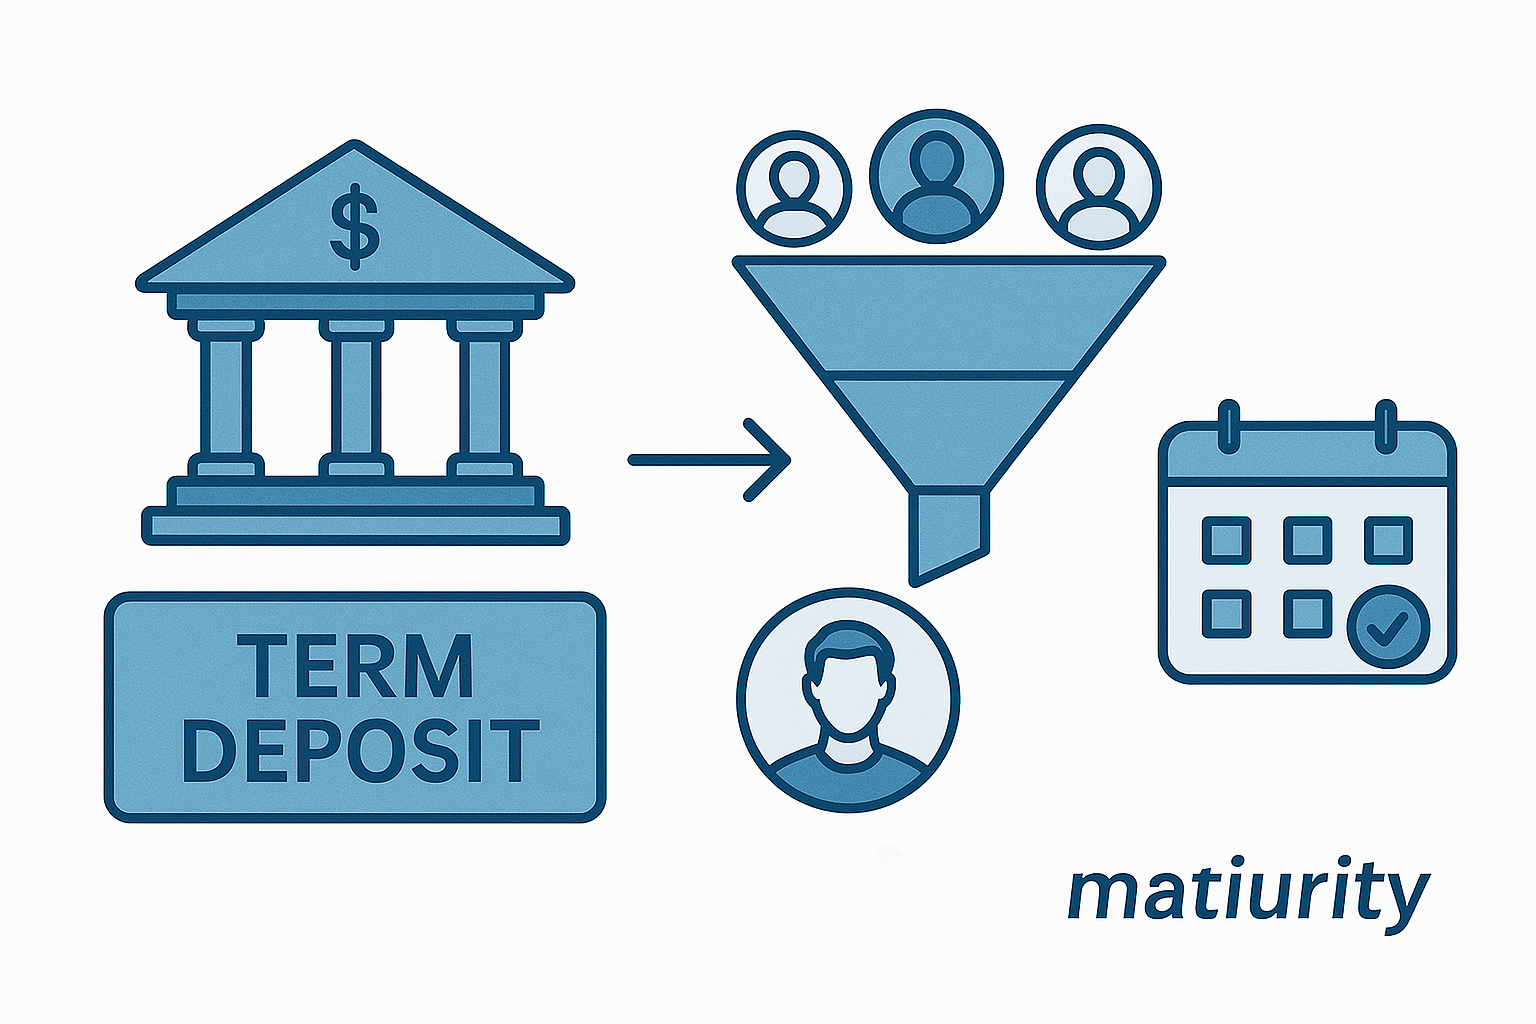 $
TERM
DEPOSIT
matiurity